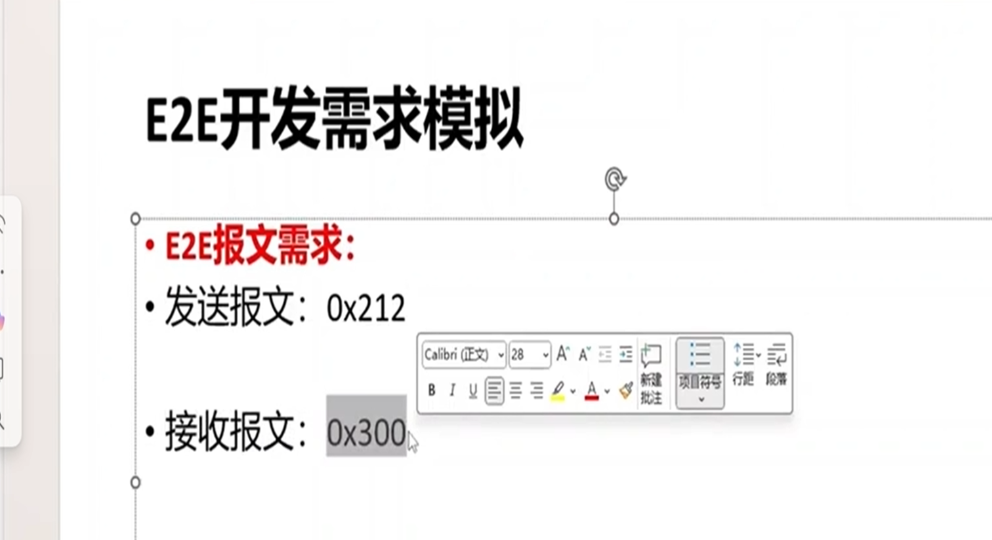 E2E开发需求模拟
• E2E报文需求：
• 发送报文：0x212
Calibri (正文) 28 A^ A˅
新建批注
项目符号
行距
段落
B I U A
• 接收报文：0x300